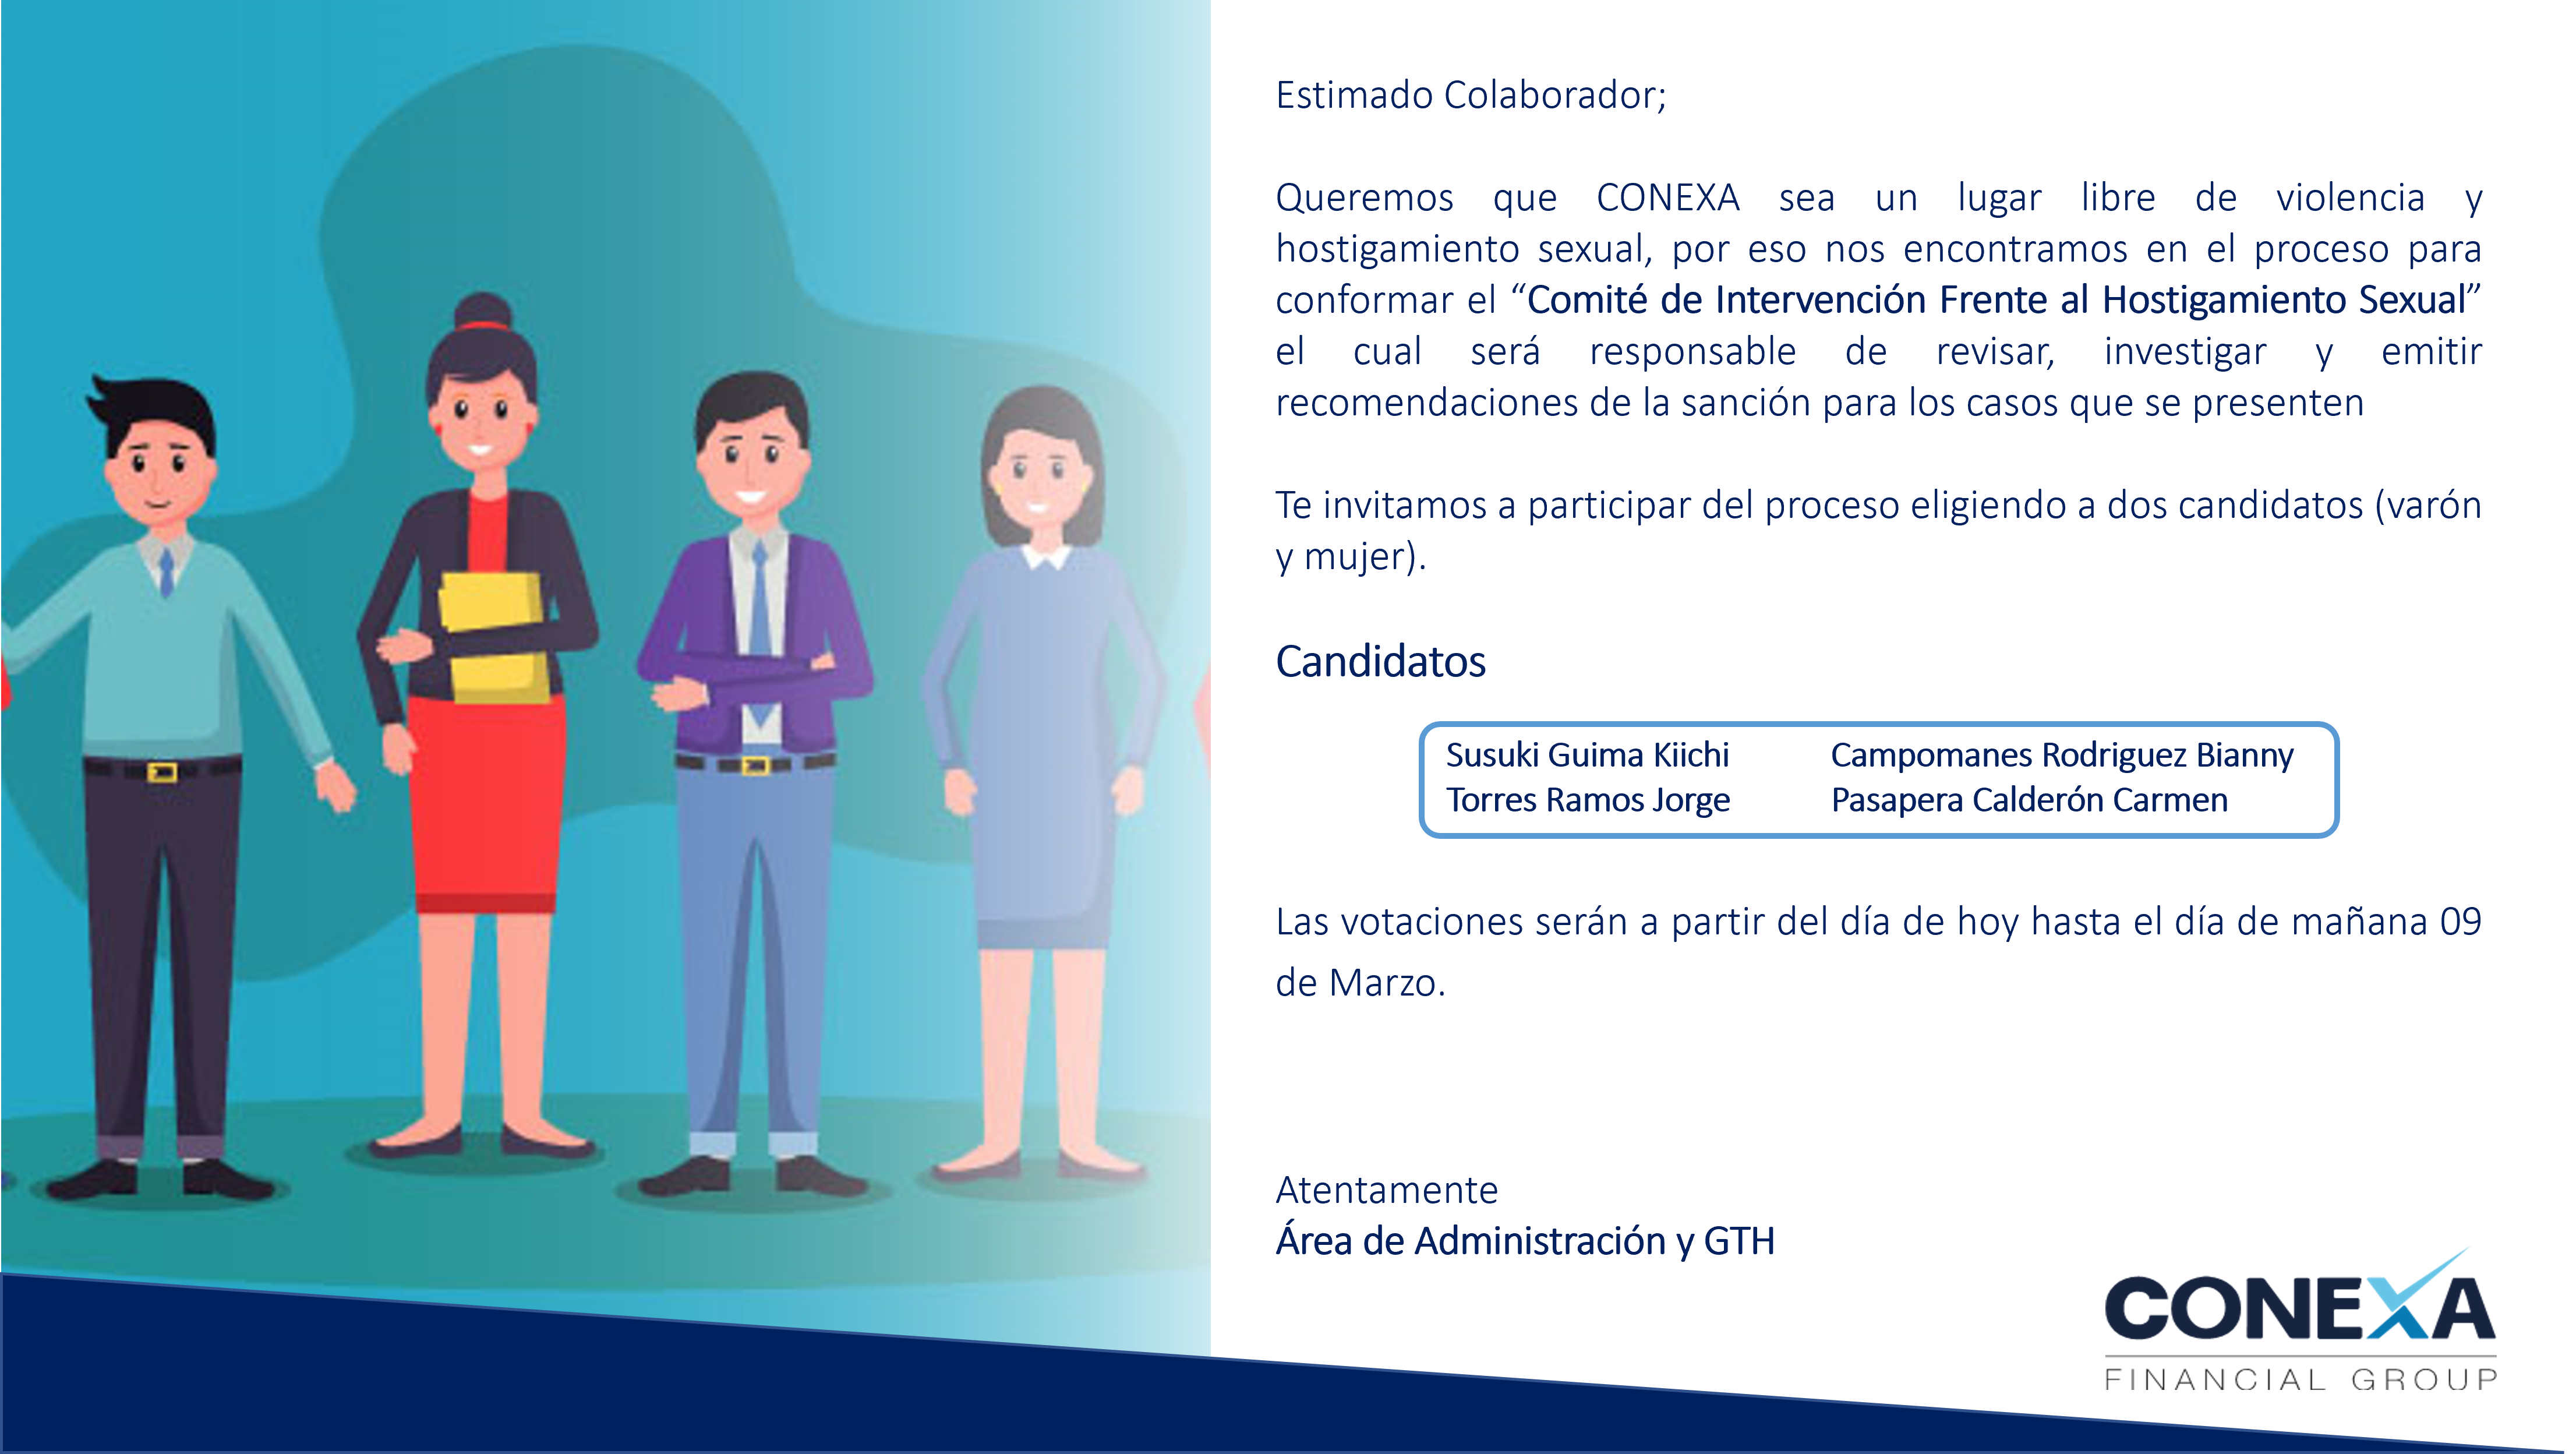 Estimado Colaborador;
Queremos que CONEXA sea un lugar libre de violencia y
hostigamiento sexual, por eso nos encontramos en el proceso para
conformar el “Comité de Intervención Frente al Hostigamiento Sexual”
el cual será responsable de revisar, investigar y emitir
recomendaciones de la sanción para los casos que se presenten
Te invitamos a participar del proceso eligiendo a dos candidatos (varón
y mujer).
Candidatos
Susuki Guima Kiichi Campomanes Rodriguez Bianny
Torres Ramos Jorge Pasapera Calderón Carmen
Las votaciones serán a partir del día de hoy hasta el día de mañana 09
de Marzo.
Atentamente
Área de Administración y GTH
CONEXA
FINANCIAL GROUP